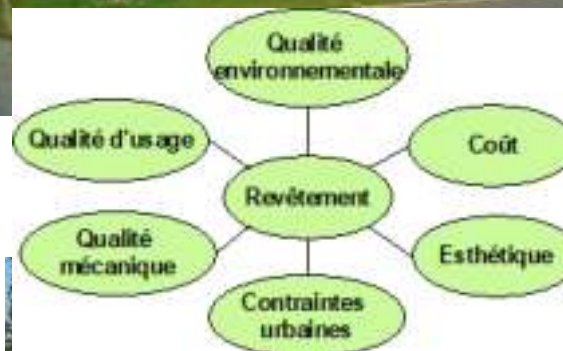 Qualité
environnementale
Qualité d'usage
Coût
Revêtement
Qualité
mécanique
Esthétique
Contraintes
urbaines